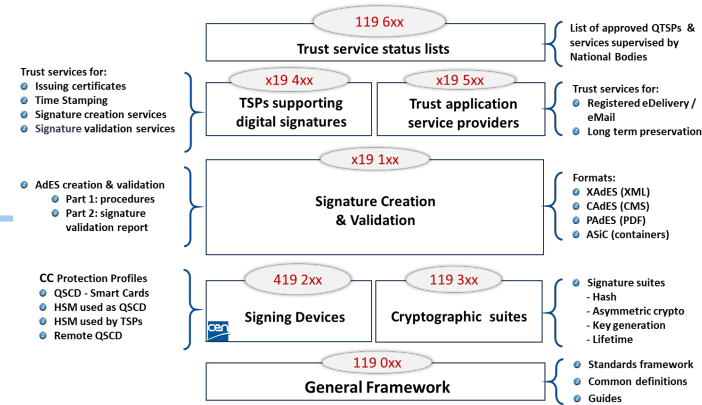 119 6xx
Trust service status lists
List of approved QTSPs &
services supervised by
National Bodies
Trust services for:
Issuing certificates
Time Stamping
Signature creation services
Signature validation services
x19 4xx
TSPs supporting
digital signatures
x19 5xx
Trust application
service providers
Trust services for:
Registered eDelivery /
eMail
Long term preservation
x19 1xx
Signature Creation
& Validation
AdES creation & validation
Part 1: procedures
Part 2: signature
validation report
Formats:
XAdES (XML)
CAdES (CMS)
PAdES (PDF)
ASiC (containers)
CC Protection Profiles
QSCD - Smart Cards
HSM used as QSCD
HSM used by TSPs
Remote QSCD
419 2xx
Signing Devices
cen
119 3xx
Cryptographic suites
Signature suites
- Hash
- Asymmetric crypto
- Key generation
- Lifetime
119 0xx
General Framework
Standards framework
Common definitions
Guides